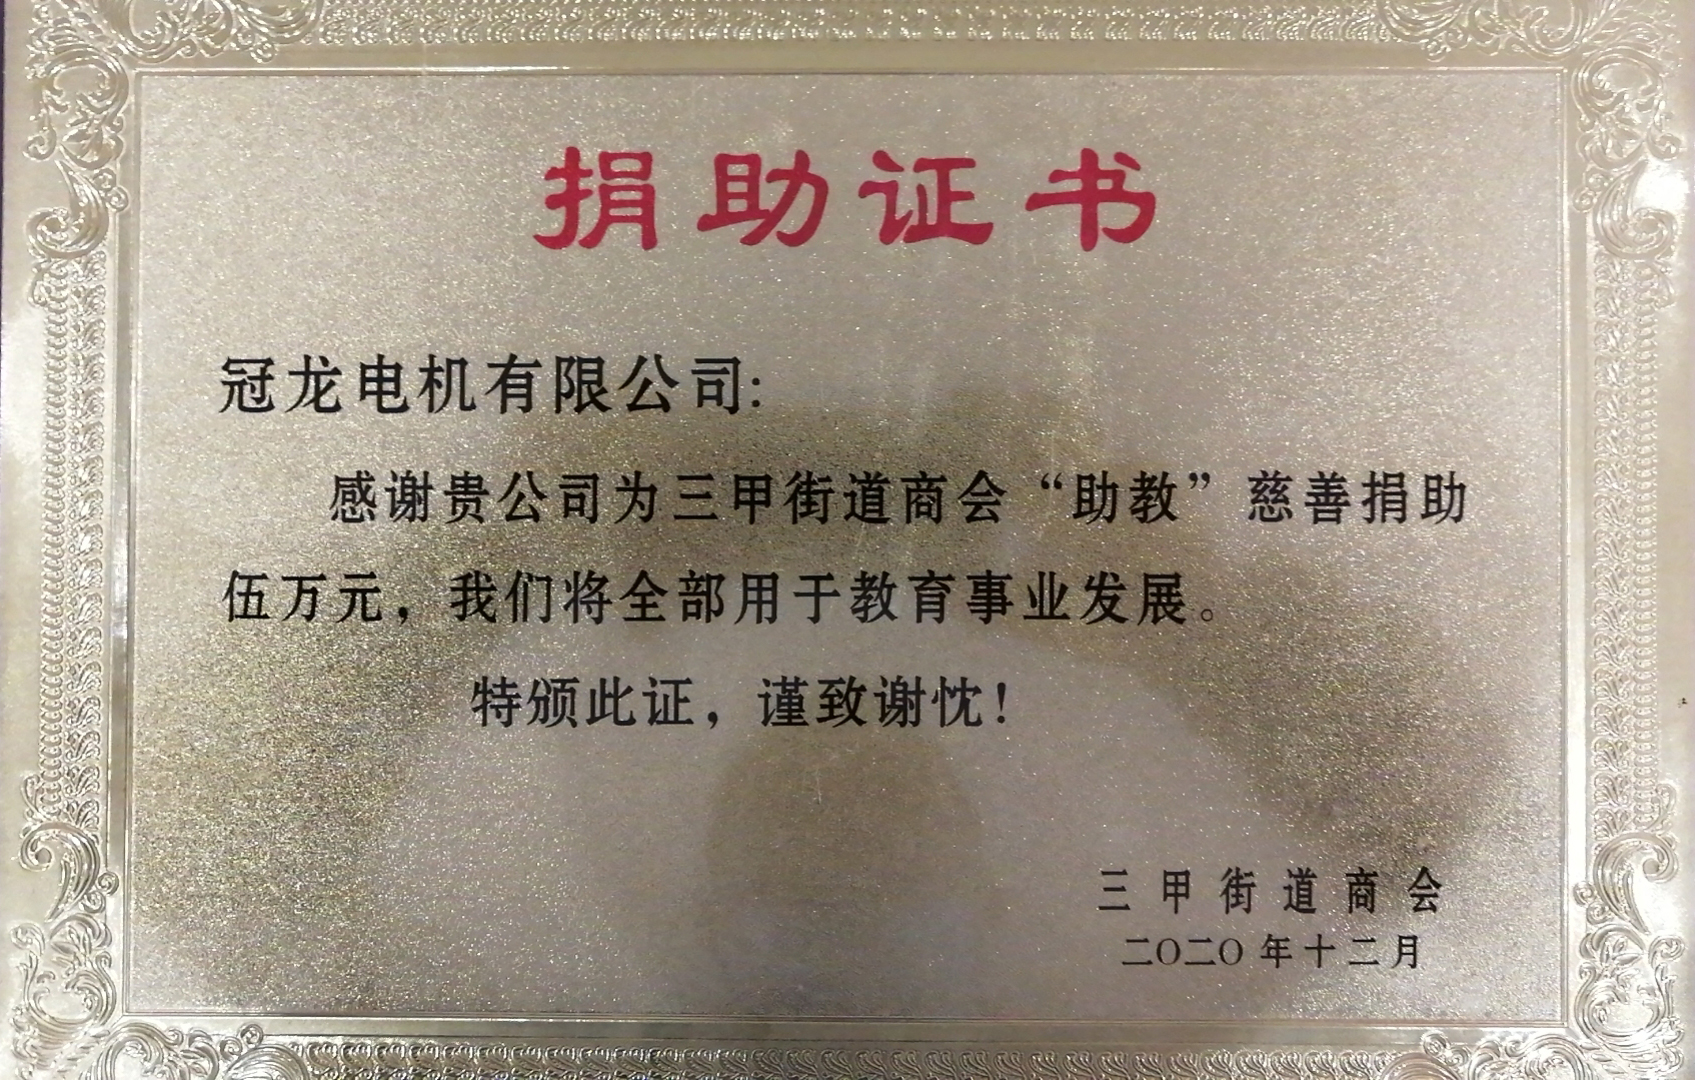 捐助证书
冠龙电机有限公司:
感谢贵公司为三甲街道商会“助教”慈善捐助
伍万元，我们将全部用于教育事业发展。
特颁此证，谨致谢忱！
三甲街道商会
二〇二〇年十二月